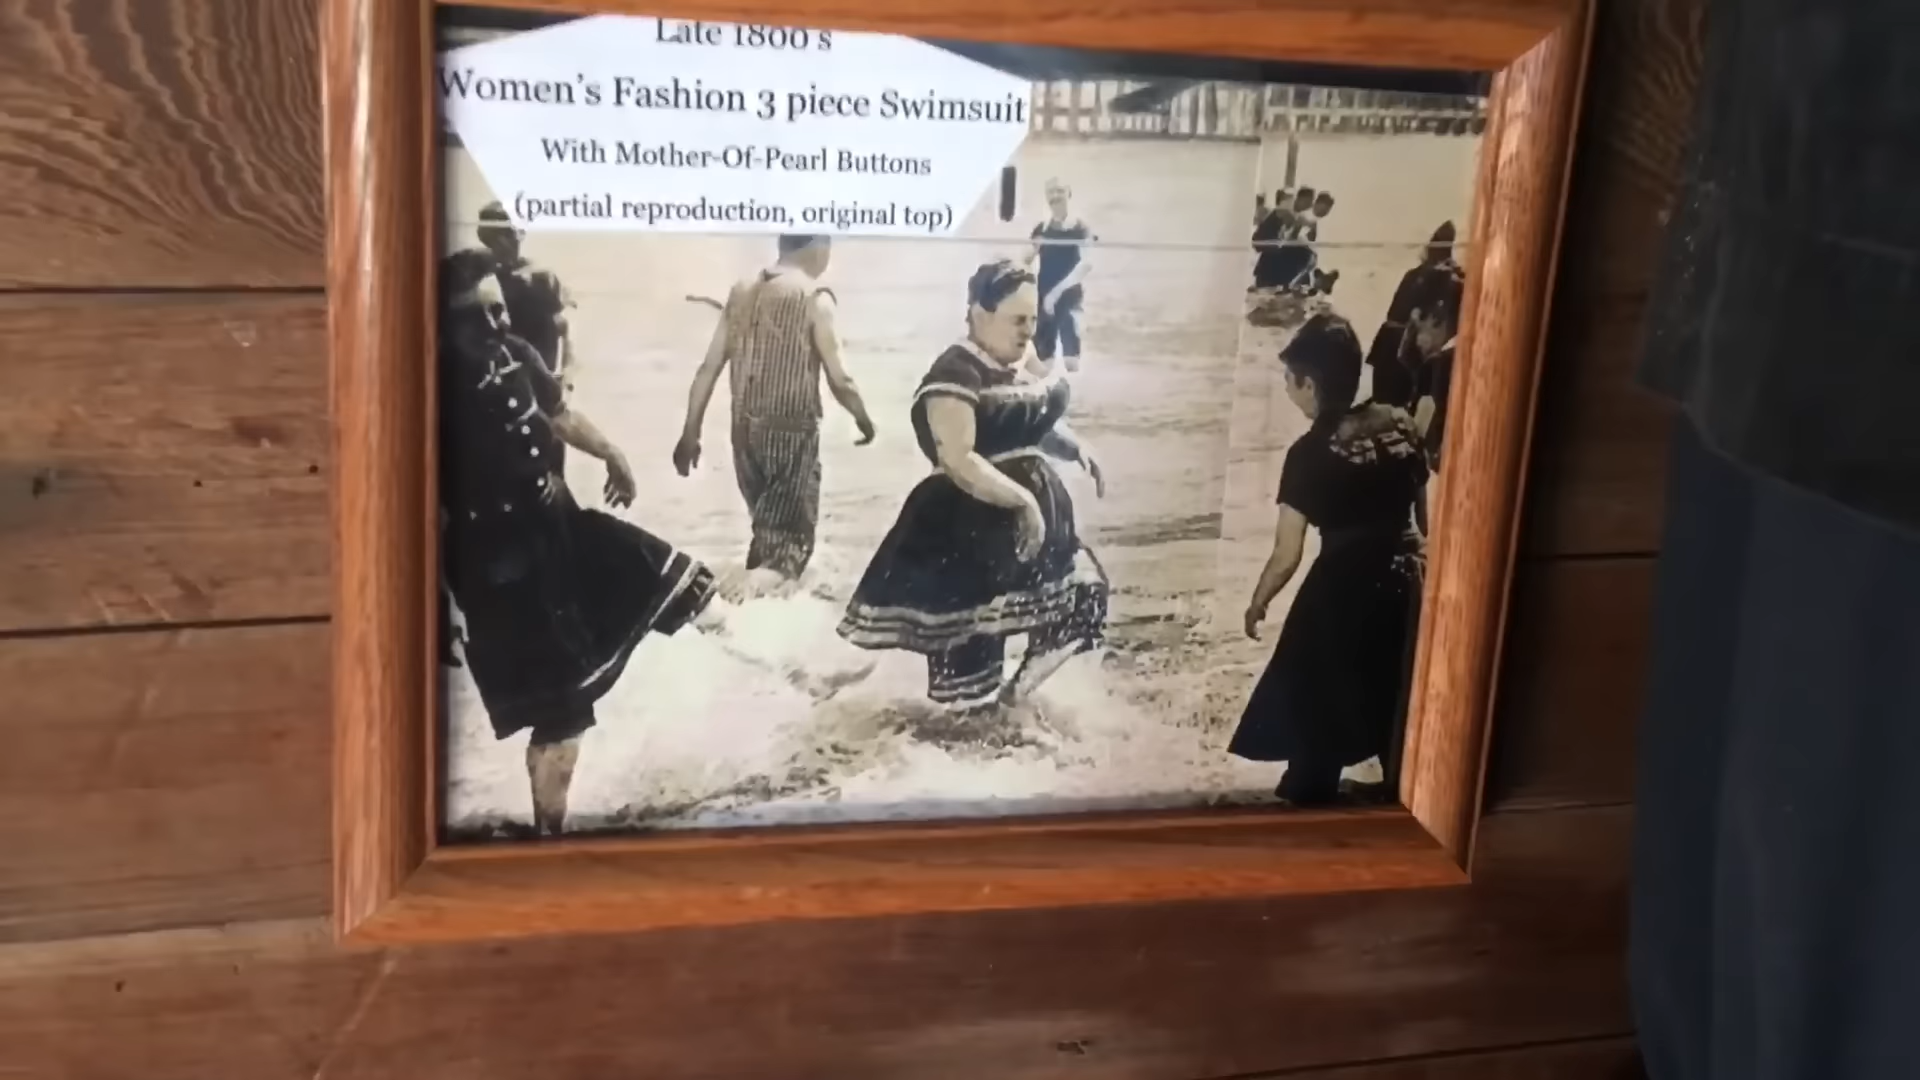 Late 1800's
Women's Fashion 3 piece Swimsuit
With Mother-Of-Pearl Buttons
(partial reproduction, original top)